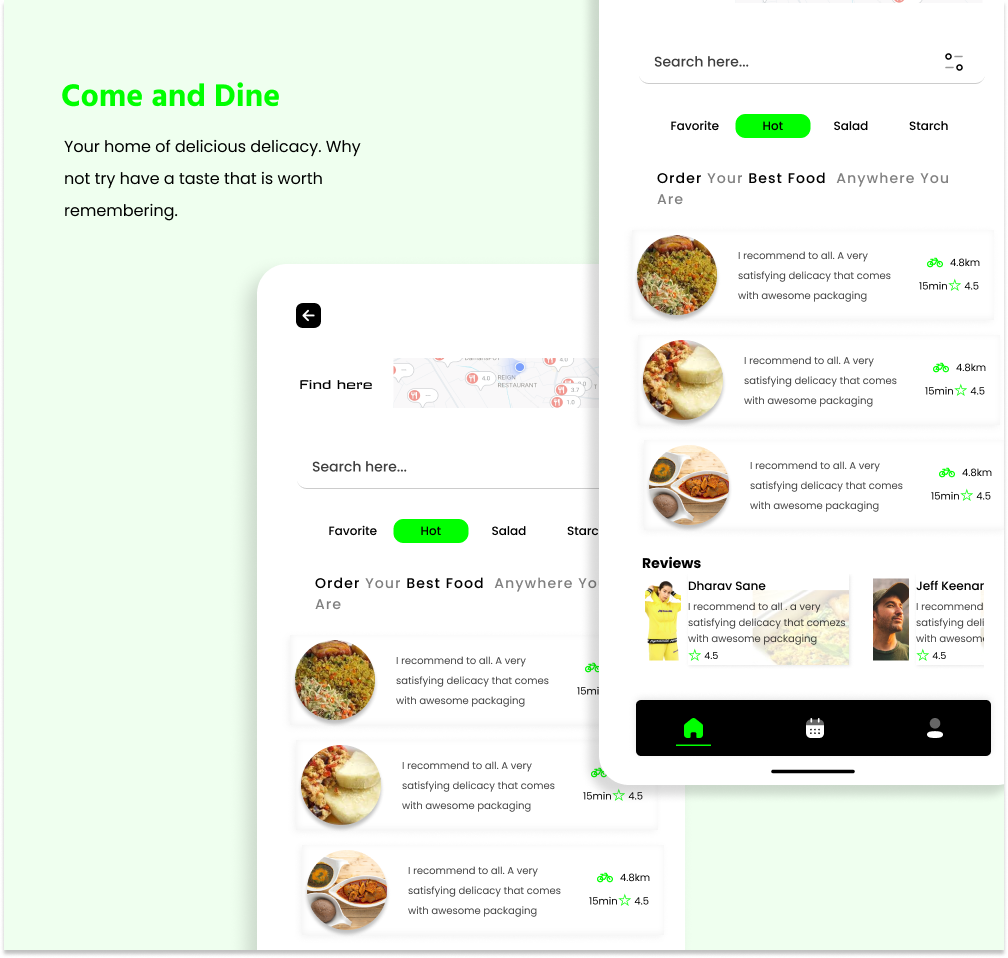 Come and Dine
Your home of delicious delicacy. Why
not try have a taste that is worth
remembering.
Find here
4.0
REIGN
RESTAURANT
4.0
3.7
1.0
Search here...
Favorite Hot Salad Starc
Order Your Best Food Anywhere Yo
Are
I recommend to all. A very
satisfying delicacy that comes
with awesome packaging
15mi
I recommend to all. A very
satisfying delicacy that comes
with awesome packaging
15min 4.5
I recommend to all. A very
satisfying delicacy that comes
with awesome packaging
4.8km
15min 4.5
Search here...
Favorite Hot Salad Starch
Order Your Best Food Anywhere You
Are
I recommend to all. A very
satisfying delicacy that comes
with awesome packaging
4.8km
15min 4.5
I recommend to all. A very
satisfying delicacy that comes
with awesome packaging
4.8km
15min 4.5
I recommend to all. A very
satisfying delicacy that comes
with awesome packaging
4.8km
15min 4.5
Reviews
Dharav Sane
I recommend to all . a very
satisfying delicacy that comezs
with awesome packaging
4.5
Jeff Keenar
I recommend
satisfying deli
with awesom
4.5